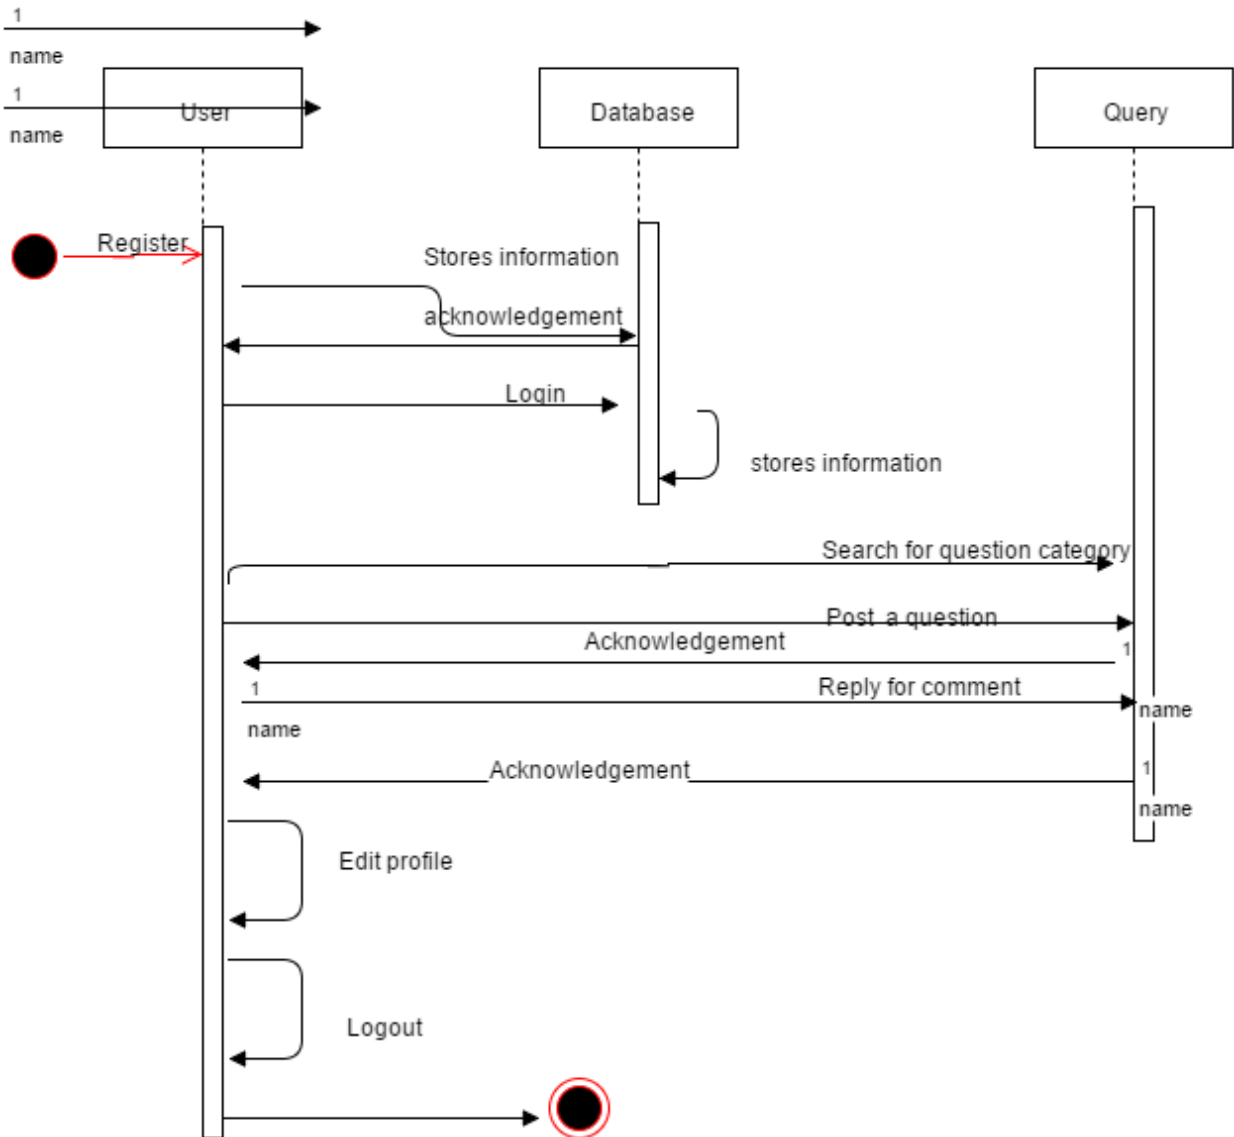 1
name
1
name
User
Database
Query
Register
Stores information
acknowledgement
Login
stores information
Search for question category
Post a question
Acknowledgement
1
1
Reply for comment
name
name
Acknowledgement
1
name
Edit profile
Logout